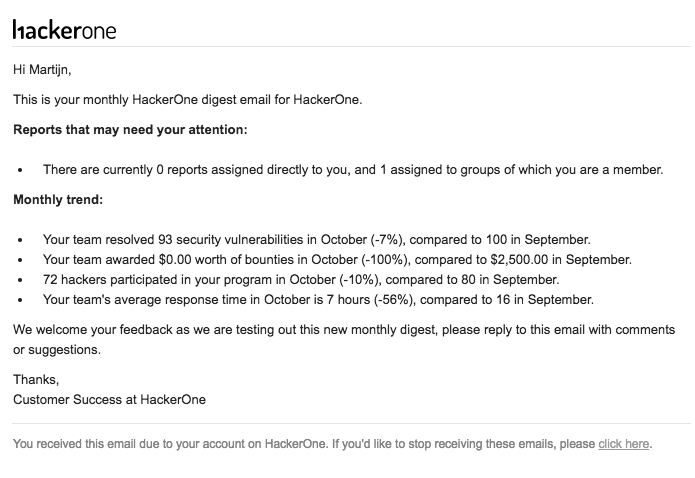 hackerone
Hi Martijn,
This is your monthly HackerOne digest email for HackerOne.
Reports that may need your attention:
• There are currently 0 reports assigned directly to you, and 1 assigned to groups of which you are a member.
Monthly trend:
• Your team resolved 93 security vulnerabilities in October (-7%), compared to 100 in September.
• Your team awarded $0.00 worth of bounties in October (-100%), compared to $2,500.00 in September.
• 72 hackers participated in your program in October (-10%), compared to 80 in September.
• Your team's average response time in October is 7 hours (-56%), compared to 16 in September.
We welcome your feedback as we are testing out this new monthly digest, please reply to this email with comments
or suggestions.
Thanks,
Customer Success at HackerOne
You received this email due to your account on HackerOne. If you'd like to stop receiving these emails, please click here.